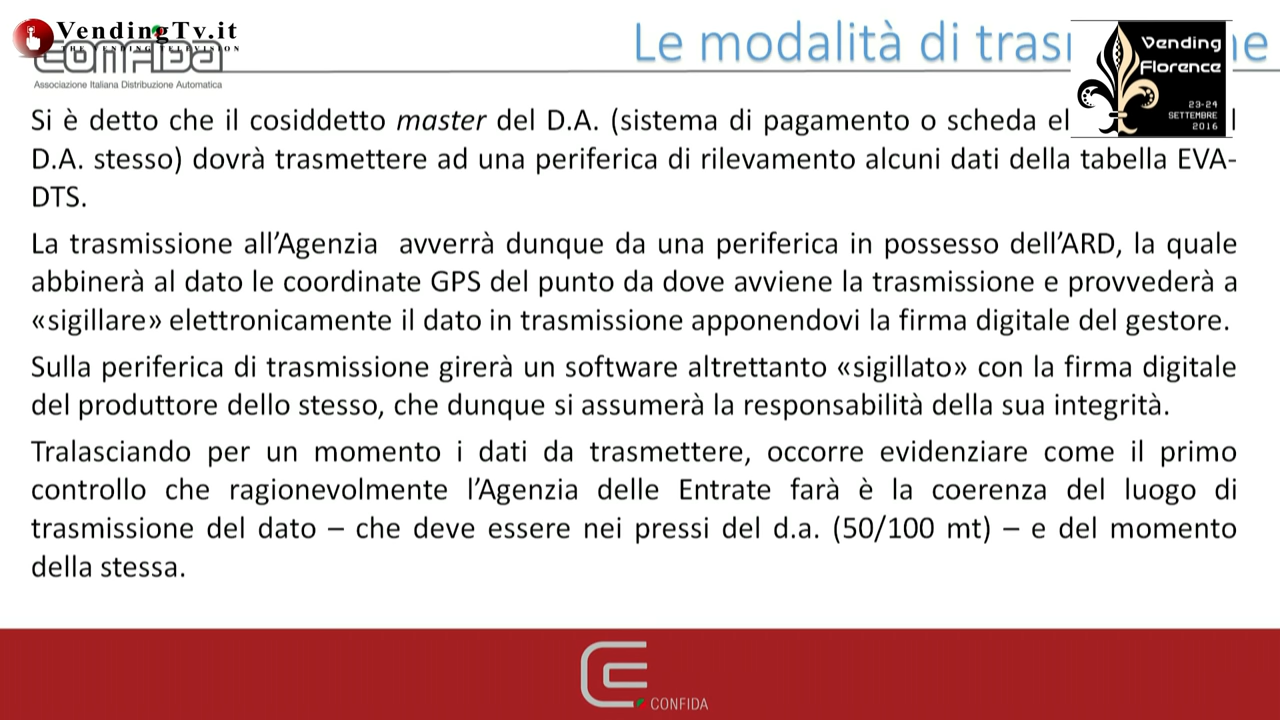 VendingTv.it
THE VENDING TELEVISION
CONFIDA
Associazione Italiana Distribuzione Automatica
Le modalità di tras
Vending
Florence
23-24
SETTEMBRE
2016
Si è detto che il cosiddetto master del D.A. (sistema di pagamento o scheda el
D.A. stesso) dovrà trasmettere ad una periferica di rilevamento alcuni dati della tabella EVA-
DTS.
La trasmissione all’Agenzia avverrà dunque da una periferica in possesso dell’ARD, la quale
abbinerà al dato le coordinate GPS del punto da dove avviene la trasmissione e provvederà a
«sigillare» elettronicamente il dato in trasmissione apponendovi la firma digitale del gestore.
Sulla periferica di trasmissione girerà un software altrettanto «sigillato» con la firma digitale
del produttore dello stesso, che dunque si assumerà la responsabilità della sua integrità.
Tralasciando per un momento i dati da trasmettere, occorre evidenziare come il primo
controllo che ragionevolmente l’Agenzia delle Entrate farà è la coerenza del luogo di
trasmissione del dato – che deve essere nei pressi del d.a. (50/100 mt) – e del momento
della stessa.
CONFIDA